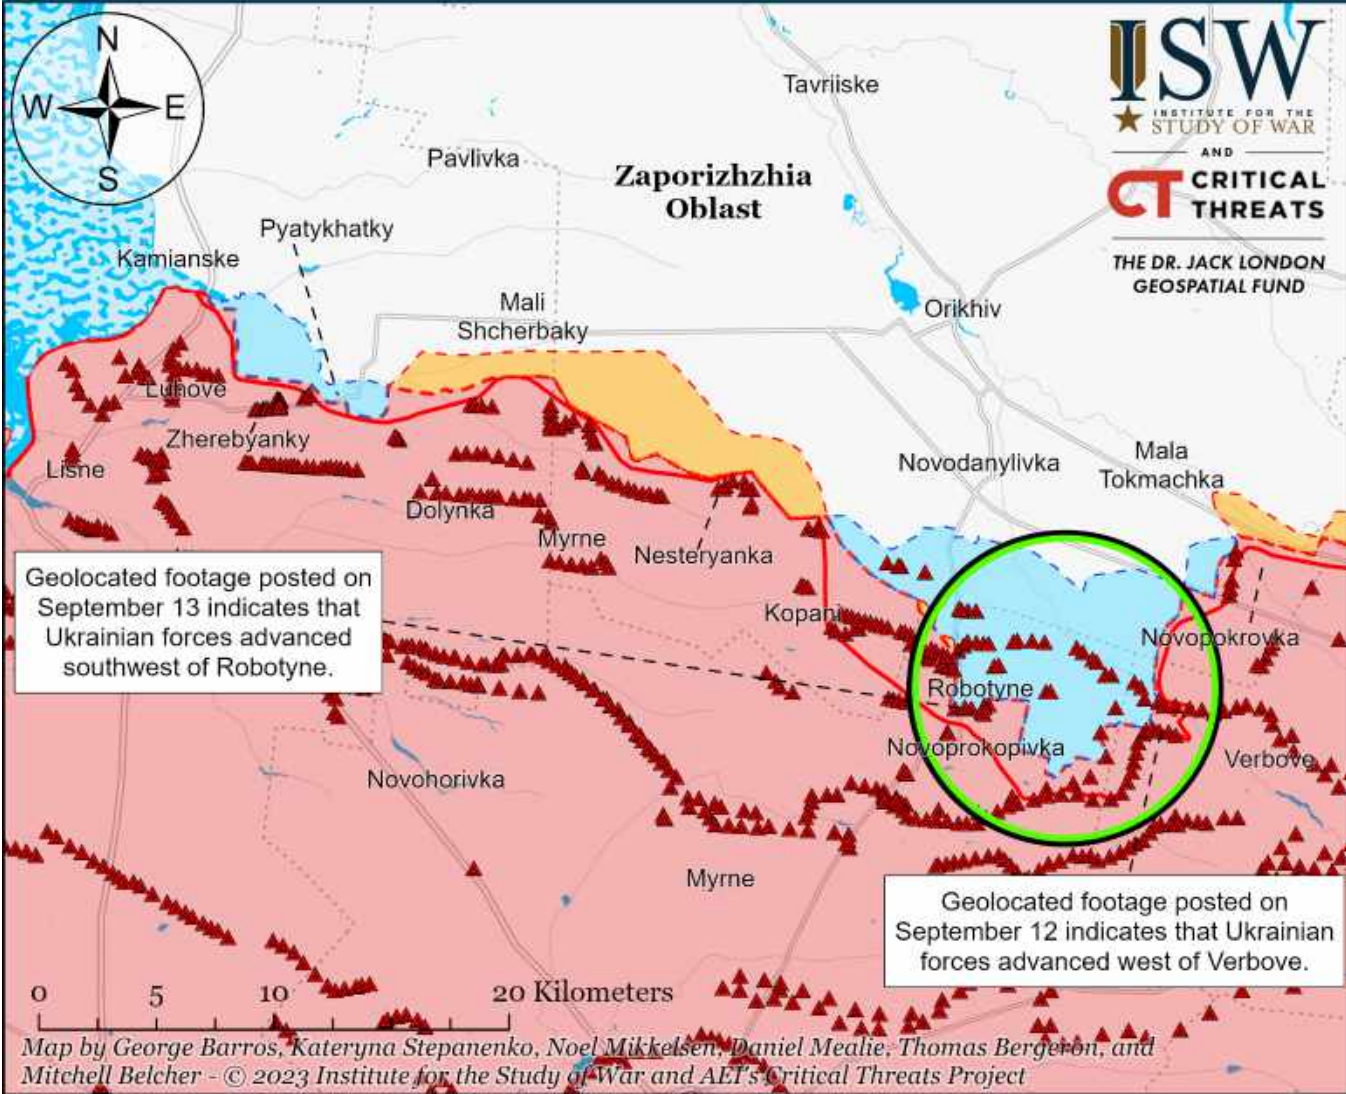 N
W
E
S
ISW
INSTITUTE FOR THE
STUDY OF WAR
AND
CT CRITICAL
THREATS
THE DR. JACK LONDON
GEOSPATIAL FUND
Tavriiske
Pavlivka
Zaporizhzhia
Oblast
Pyatykhatky
Kamianske
Mali
Shcherbaky
Orikhiv
Luhove
Zherebyanky
Lisne
Novodanylivka
Mala
Tokmachka
Dolynka
Myrne
Nesteryanka
Geolocated footage posted on
September 13 indicates that
Ukrainian forces advanced
southwest of Robotyne.
Kopani
Novopokrovka
Robotyne
Novoprokopivka
Verbove
Novohorivka
Myrne
Geolocated footage posted on
September 12 indicates that Ukrainian
forces advanced west of Verbove.
0 5 10 20 Kilometers
Map by George Barros, Kateryna Stepanenko, Noel Mikkelsen, Daniel Mealie, Thomas Bergeron, and
Mitchell Belcher - © 2023 Institute for the Study of War and AEI's Critical Threats Project